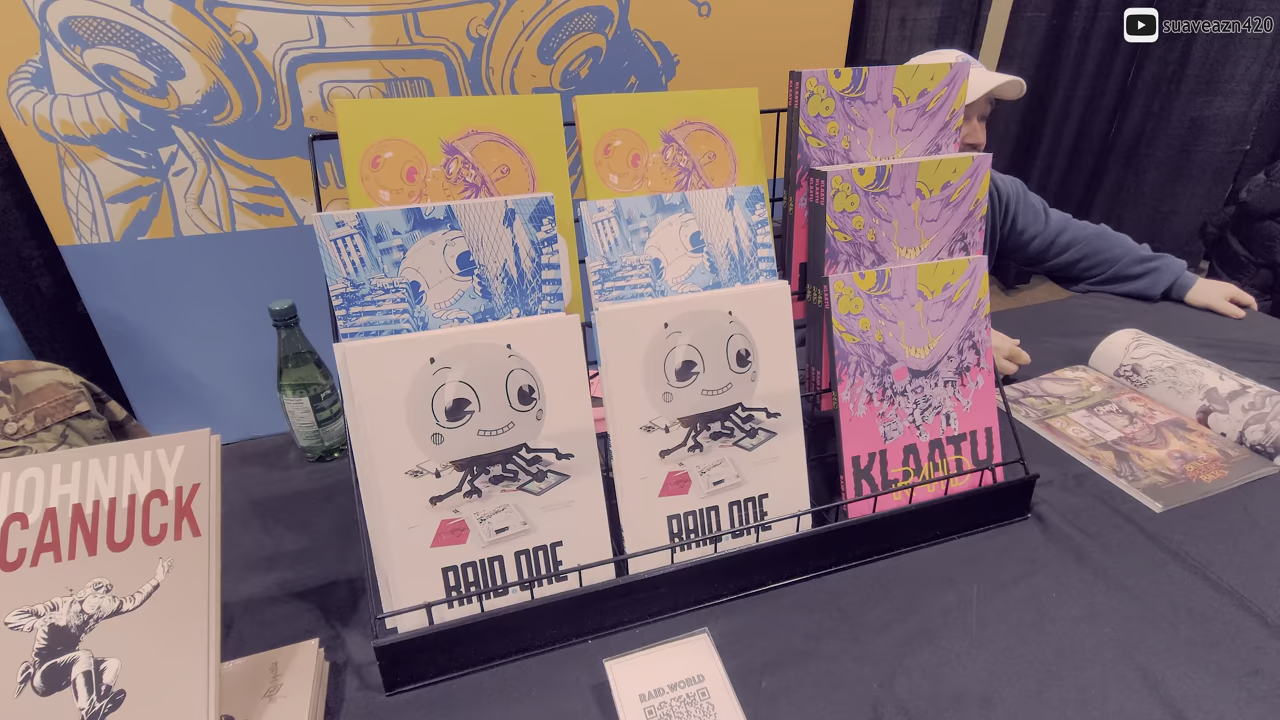 suaveazn420
JOHNNY
CANUCK
RAID.ONE
RAID.ONE
KLAATU
RAID
RAID.WORLD